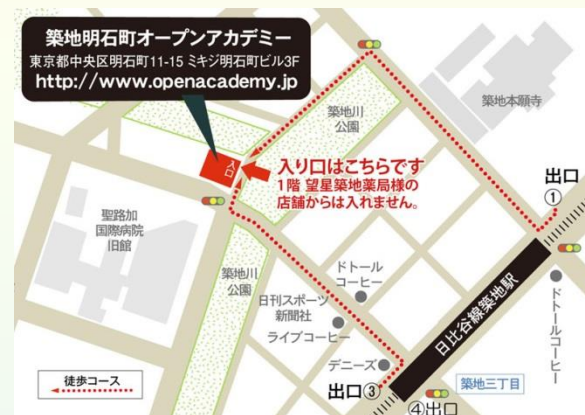 築地明石町オープンアカデミー
東京都中央区明石町11-15 ミキジ明石町ビル3F
http://www.openacademy.jp
築地川
公園
築地本願寺
入口
入り口はこちらです
1階 望星築地薬局様の
店舗からは入れません。
出口
①
聖路加
国際病院
旧館
築地川
公園
ドトール
コーヒー
日刊スポーツ
新聞社
ライブコーヒー
デニーズ
日比谷線築地駅
ドトールコーヒー
徒歩コース
出口③
築地三丁目
④出口